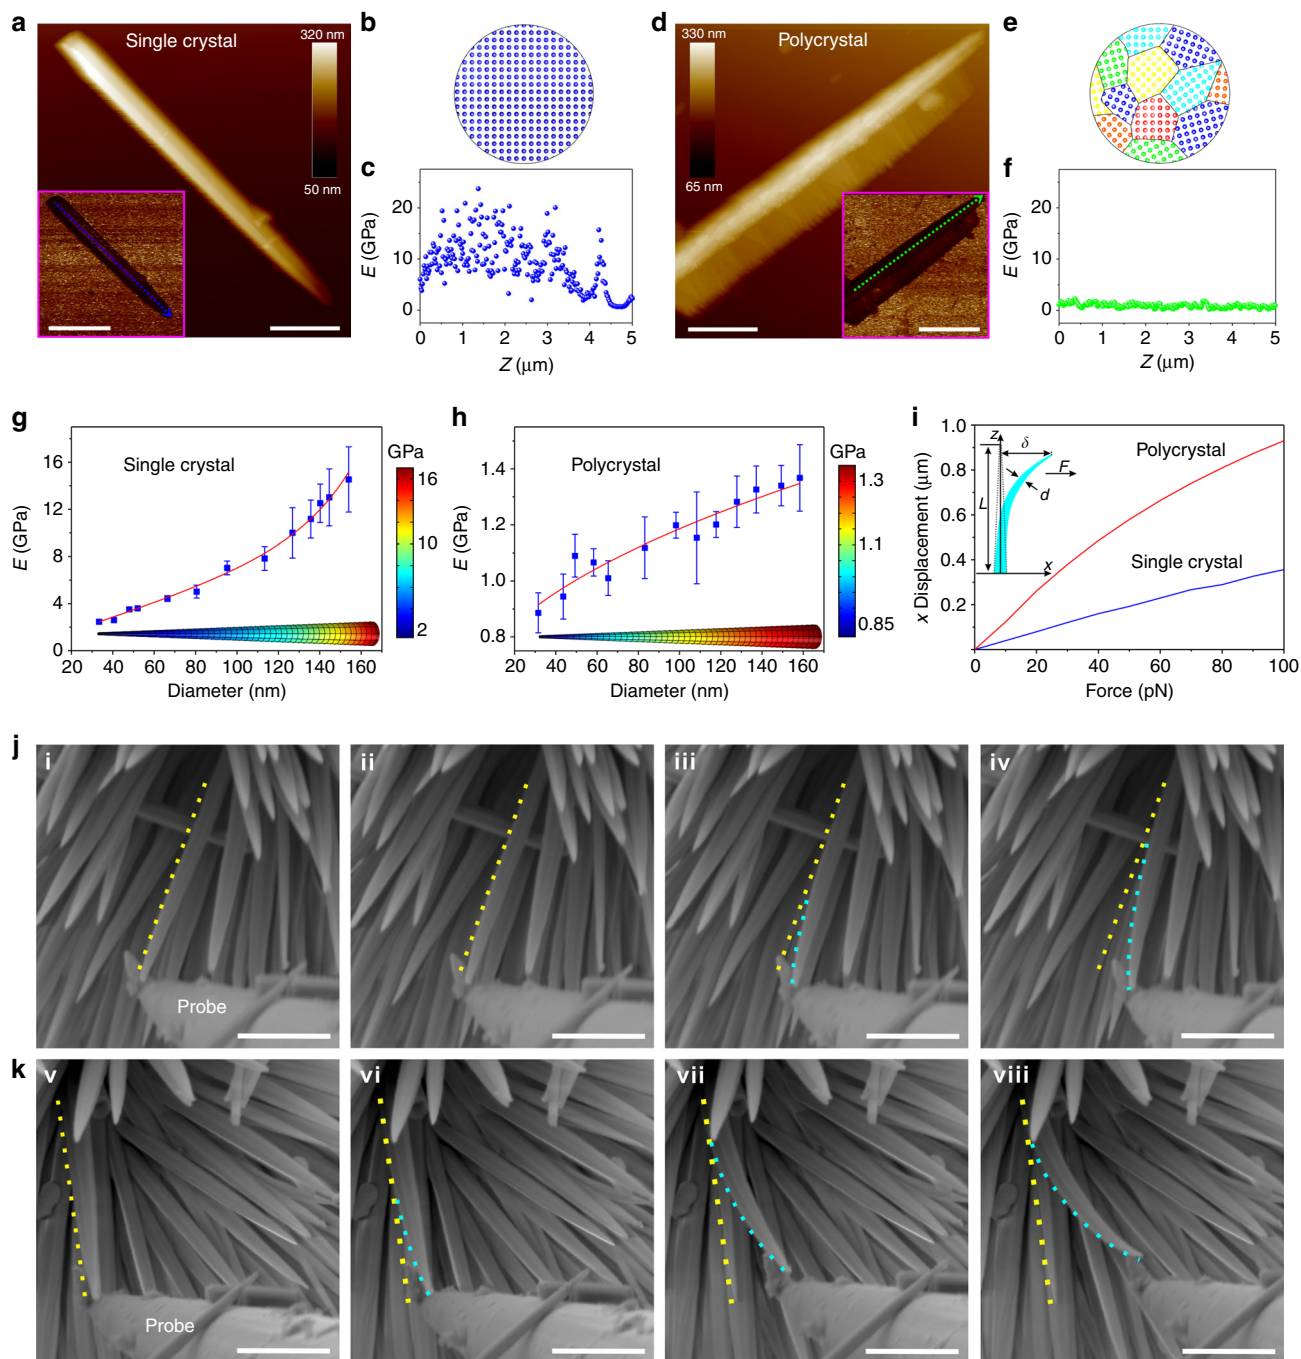 a
Single crystal
320 nm
50 nm
b
c
E (GPa)
20
10
0
0 1 2 3 4 5
Z (μm)
d
330 nm
Polycrystal
65 nm
e
f
E (GPa)
20
10
0
0 1 2 3 4 5
Z (μm)
g
Single crystal
E (GPa)
16
12
8
4
0
20 40 60 80 100 120 140 160
Diameter (nm)
GPa
16
10
2
h
Polycrystal
E (GPa)
1.4
1.2
1.0
0.8
20 40 60 80 100 120 140 160
Diameter (nm)
GPa
1.3
1.1
0.85
i
x Displacement (μm)
1.0
0.8
0.6
0.4
0.2
0 20 40 60 80 100
Force (pN)
Polycrystal
Single crystal
z
δ
F
L
d
x
j
i
Probe
ii
iii
iv
k
v
Probe
vi
vii
viii